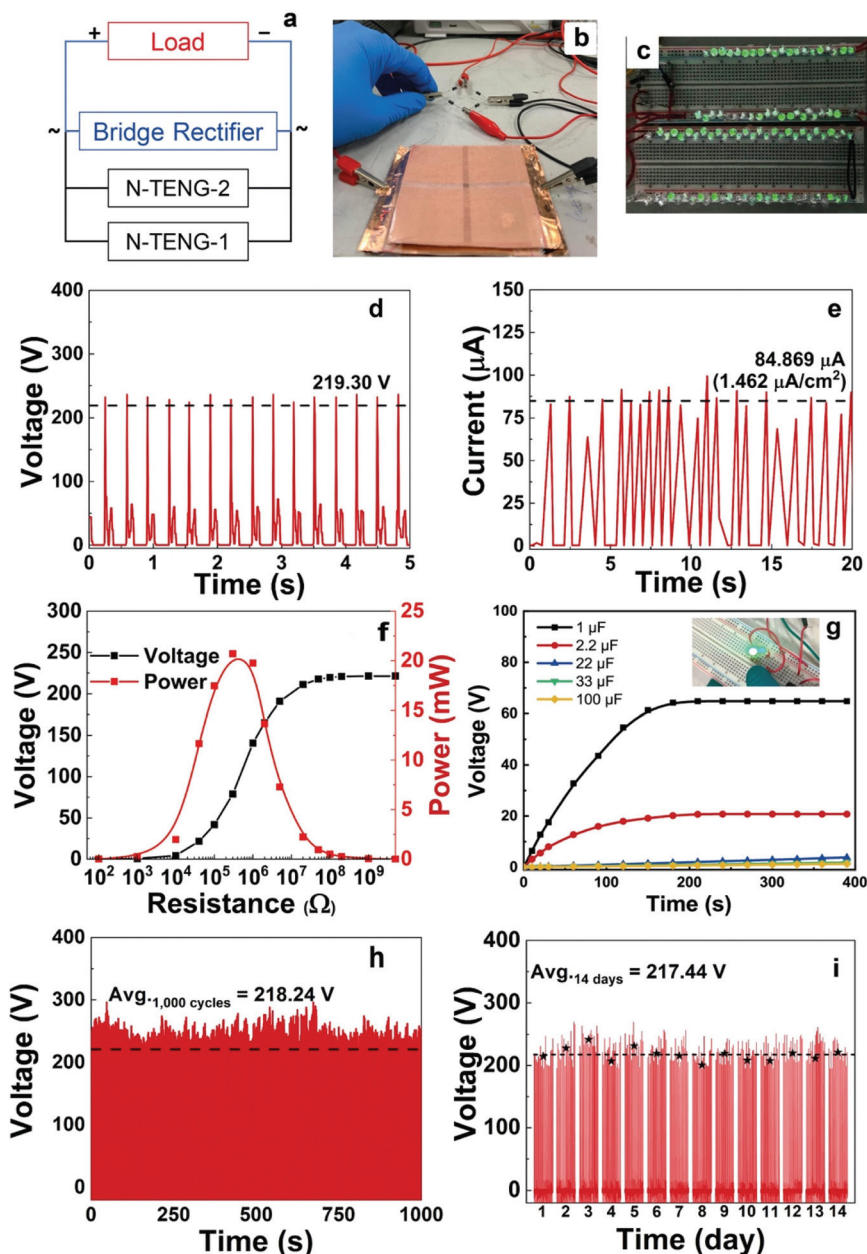 a
+ Load −
~ Bridge Rectifier ~
N-TENG-2
N-TENG-1
b
c
d
400
300
200
100
0
Voltage (V)
219.30 V
0 1 2 3 4 5
Time (s)
e
150
125
100
75
50
25
0
Current (μA)
84.869 μA
(1.462 μA/cm²)
0 5 10 15 20
Time (s)
f
300
250
200
150
100
50
0
Voltage (V)
Voltage
Power
25
20
15
10
5
0
Power (mW)
10² 10³ 10⁴ 10⁵ 10⁶ 10⁷ 10⁸ 10⁹
Resistance (Ω)
g
100
80
60
40
20
0
Voltage (V)
1 μF
2.2 μF
22 μF
33 μF
100 μF
0 100 200 300 400
Time (s)
h
400
300
200
100
0
Voltage (V)
Avg.1,000 cycles = 218.24 V
0 250 500 750 1000
Time (s)
i
400
300
200
100
0
Voltage (V)
Avg.14 days = 217.44 V
1 2 3 4 5 6 7 8 9 10 11 12 13 14
Time (day)